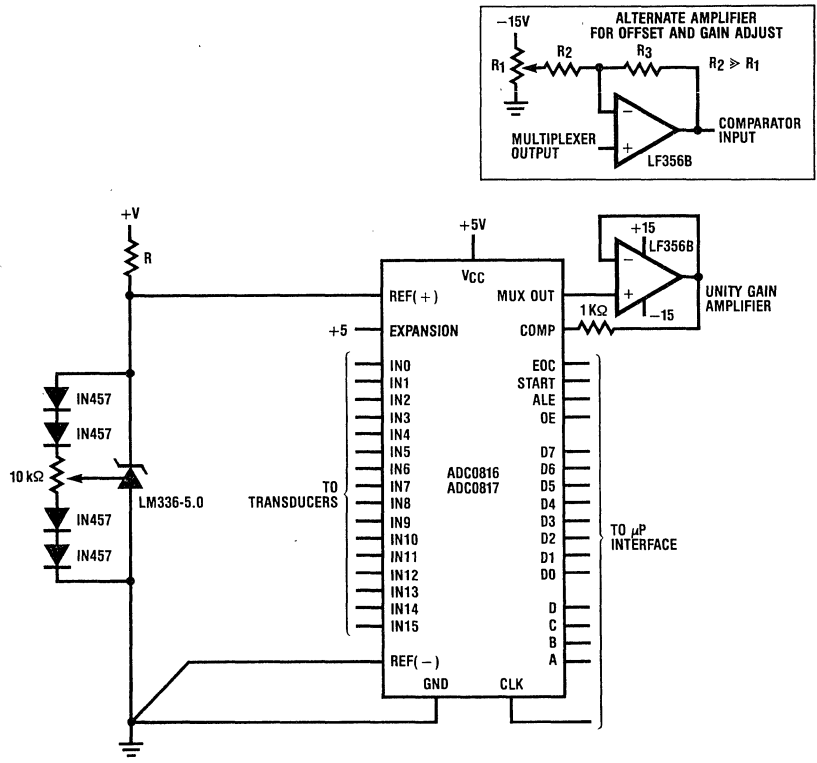 ALTERNATE AMPLIFIER
FOR OFFSET AND GAIN ADJUST
−15V
R1
R2
R3
R2 ⩾ R1
MULTIPLEXER
OUTPUT
−
+
LF356B
COMPARATOR
INPUT
+V
R
+5V
VCC
REF(+)
MUX OUT
+15
LF356B
−
+
−15
UNITY GAIN
AMPLIFIER
+5
EXPANSION
COMP
1KΩ
IN0
IN1
IN2
IN3
IN4
IN5
IN6
IN7
IN8
IN9
IN10
IN11
IN12
IN13
IN14
IN15
TO
TRANSDUCERS
ADC0816
ADC0817
EOC
START
ALE
OE
D7
D6
D5
D4
D3
D2
D1
D0
D
C
B
A
TO µP
INTERFACE
IN457
IN457
10kΩ
LM336-5.0
IN457
IN457
REF(−)
GND
CLK